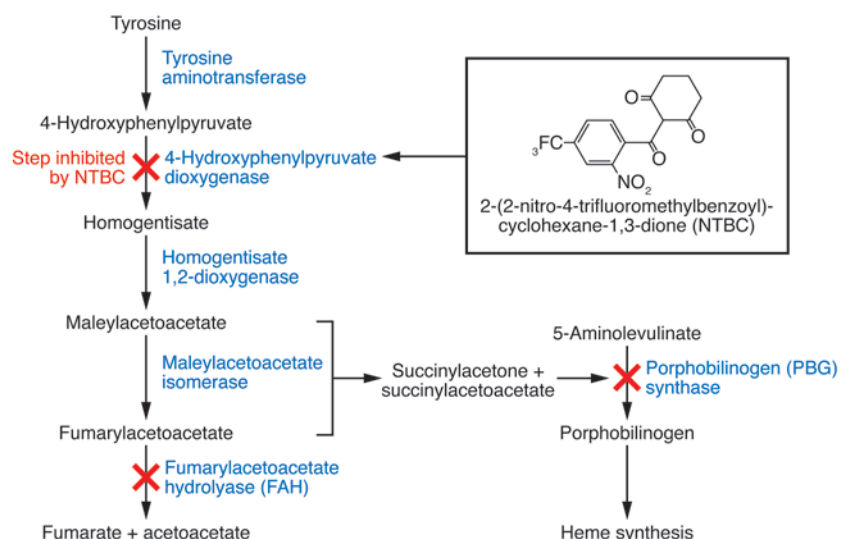 Tyrosine
Tyrosine
aminotransferase
4-Hydroxyphenylpyruvate
Step inhibited
by NTBC
4-Hydroxyphenylpyruvate
dioxygenase
Homogentisate
Homogentisate
1,2-dioxygenase
Maleylacetoacetate
Maleylacetoacetate
isomerase
Fumarylacetoacetate
Fumarylacetoacetate
hydrolyase (FAH)
Fumarate + acetoacetate
O
O
O
F₃C
NO₂
2-(2-nitro-4-trifluoromethylbenzoyl)-
cyclohexane-1,3-dione (NTBC)
Succinylacetone +
succinylacetoacetate
5-Aminolevulinate
Porphobilinogen (PBG)
synthase
Porphobilinogen
Heme synthesis